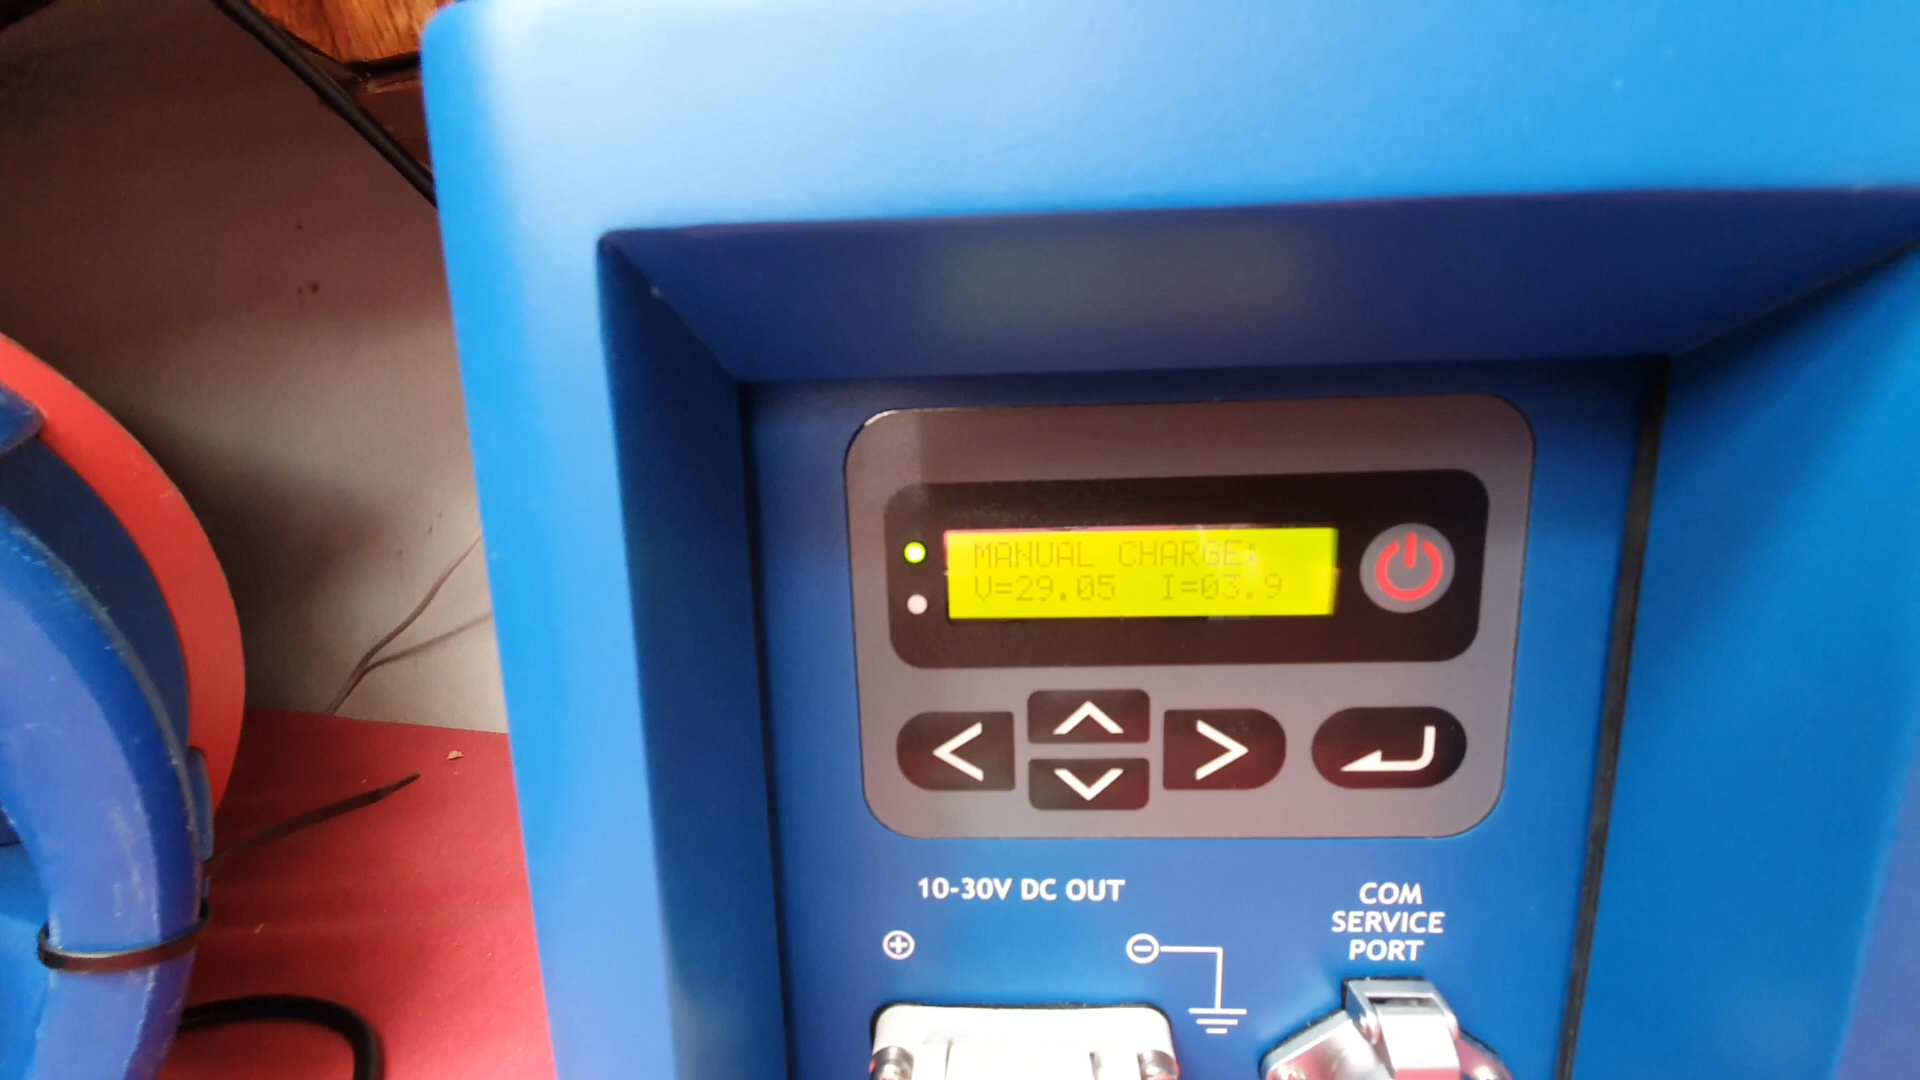 MANUAL CHARGE:
V=29.05 I=03.9
10-30V DC OUT
COM
SERVICE
PORT